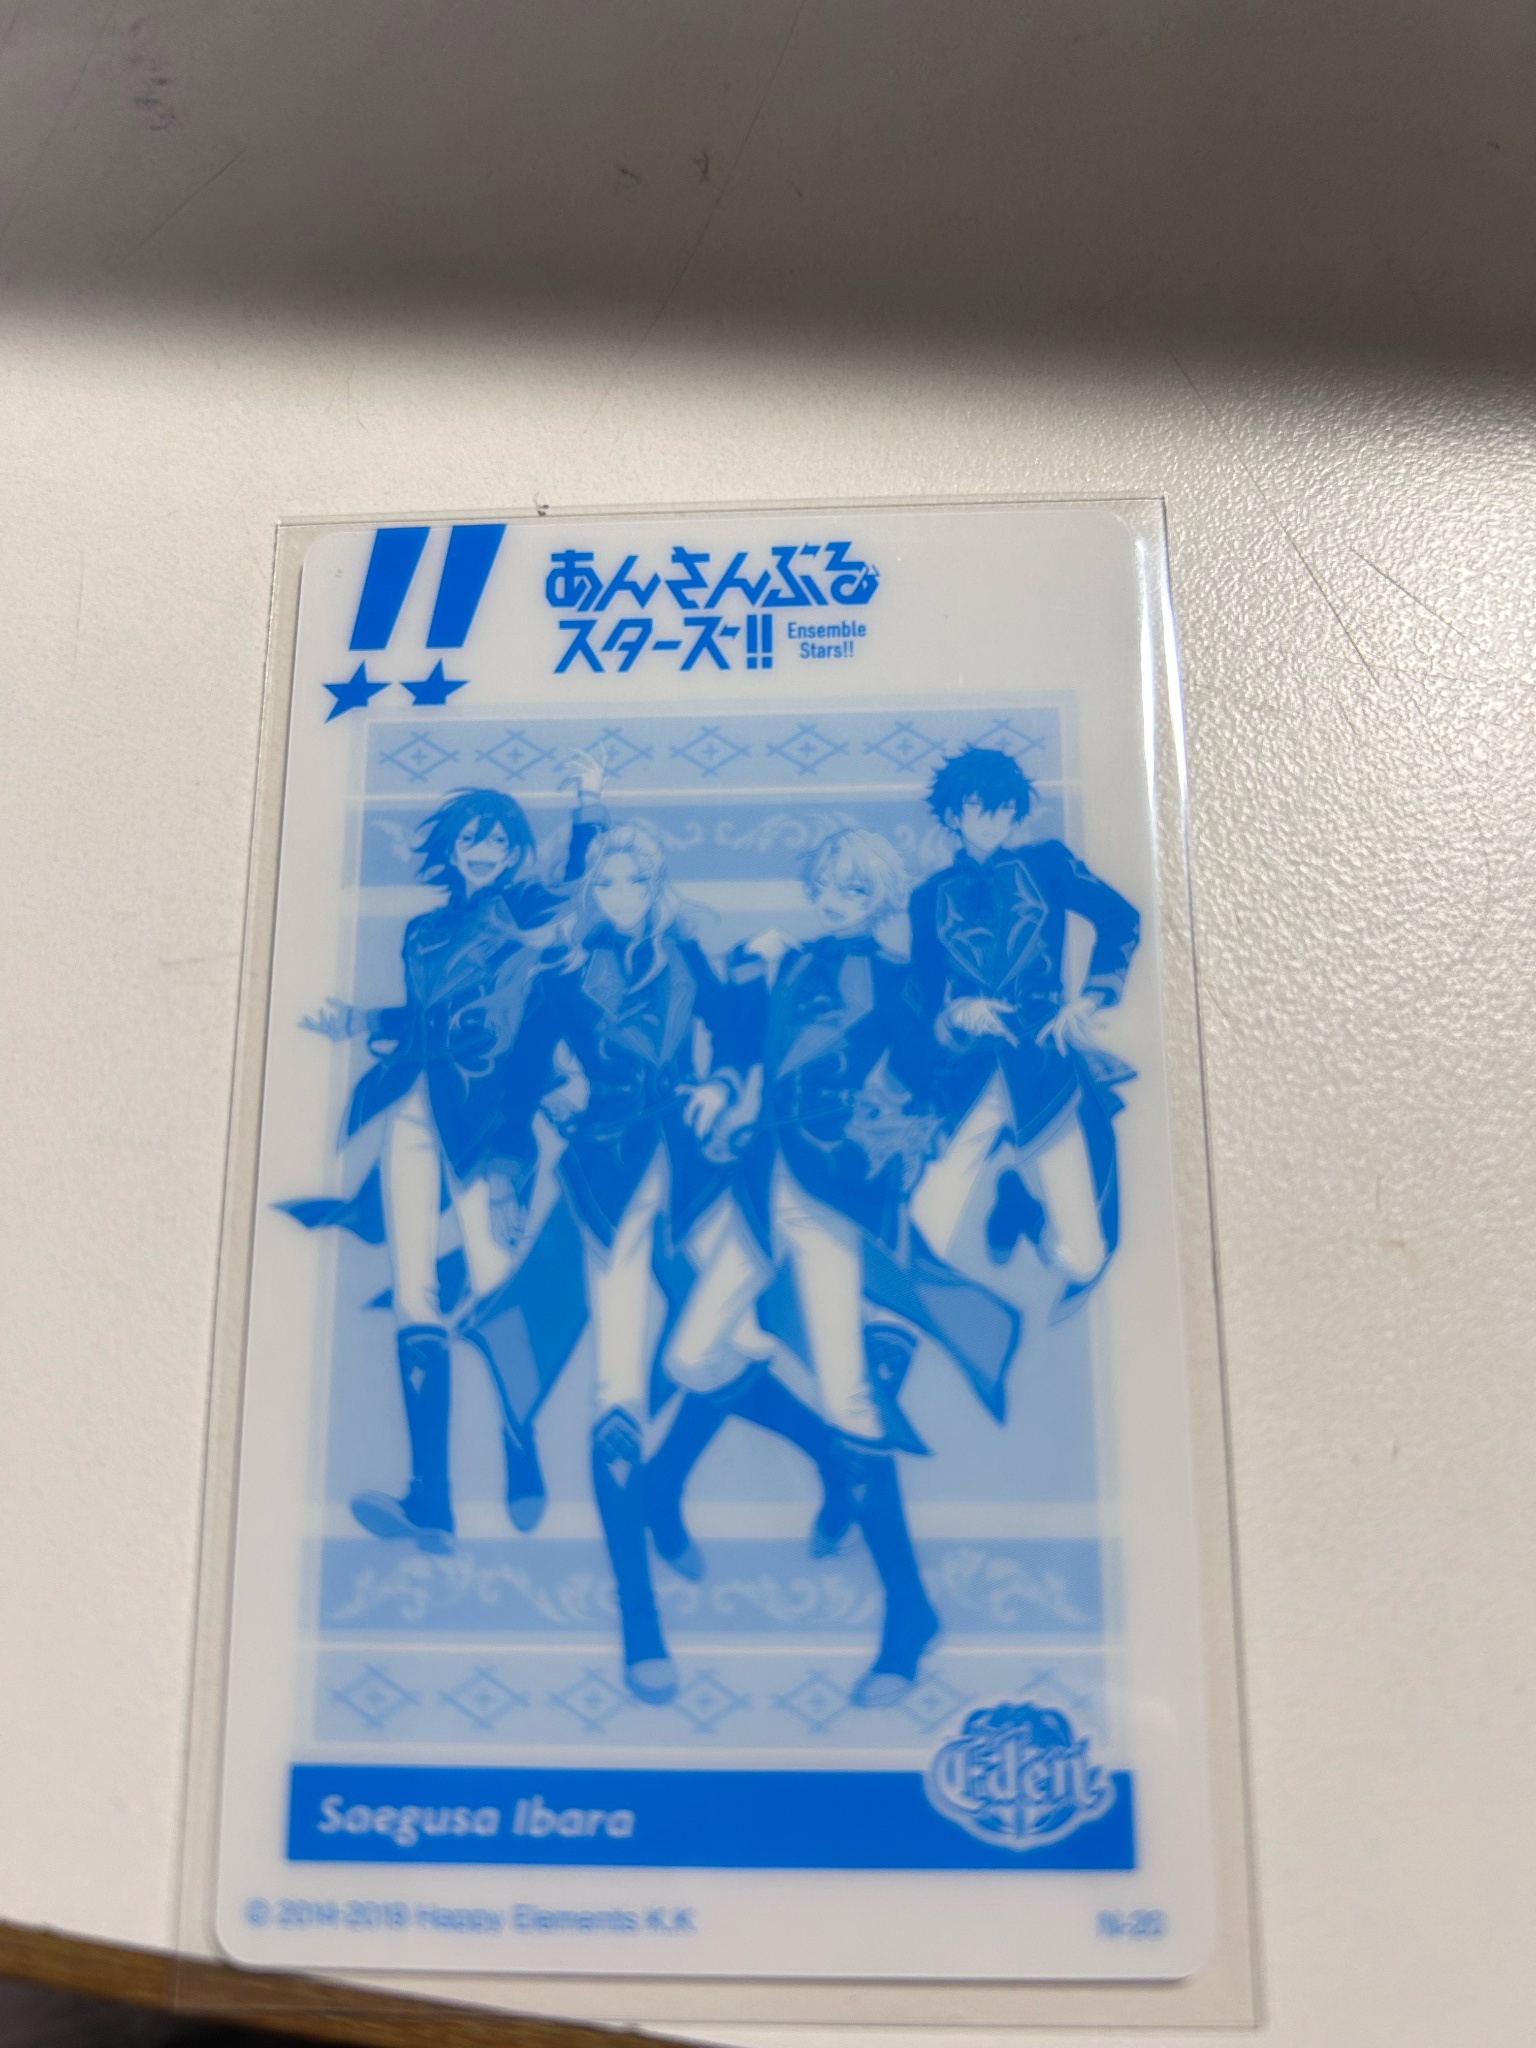 !!
あんさんぶる
スターズ!!
Ensemble
Stars!!
Eden
Saegusa Ibara
© 2014-2019 Happy Elements K.K
N-20